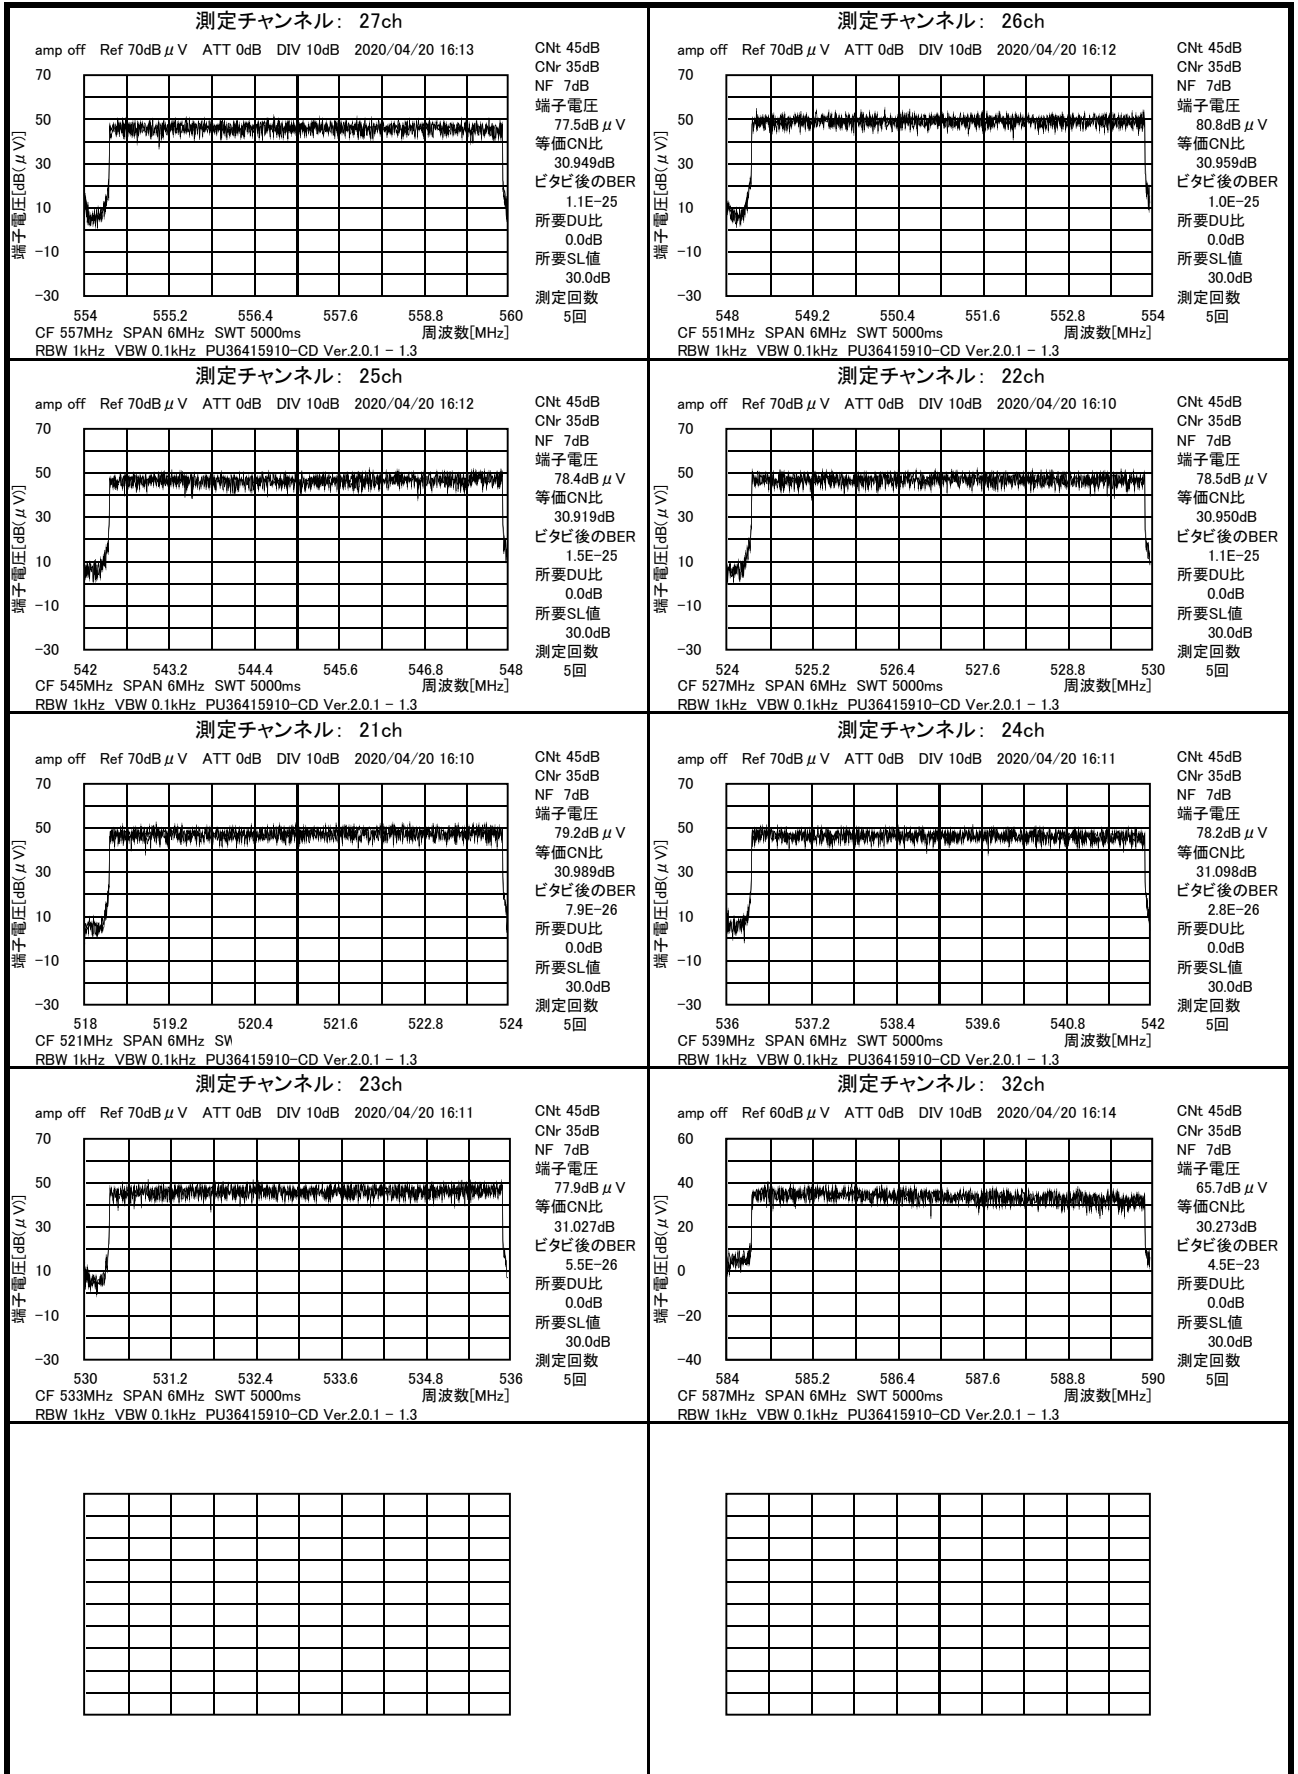 測定チャンネル： 27ch
amp off Ref 70dBμV ATT 0dB DIV 10dB 2020/04/20 16:13
70
50
30
10
-10
-30
端子電圧[dB(μV)]
554 555.2 556.4 557.6 558.8 560
CF 557MHz SPAN 6MHz SWT 5000ms 周波数[MHz]
RBW 1kHz VBW 0.1kHz PU36415910-CD Ver.2.0.1 - 1.3
CNt 45dB
CNr 35dB
NF 7dB
端子電圧
77.5dBμV
等価CN比
30.949dB
ビタビ後のBER
1.1E-25
所要DU比
0.0dB
所要SL値
30.0dB
測定回数
5回
測定チャンネル： 26ch
amp off Ref 70dBμV ATT 0dB DIV 10dB 2020/04/20 16:12
70
50
30
10
-10
-30
端子電圧[dB(μV)]
548 549.2 550.4 551.6 552.8 554
CF 551MHz SPAN 6MHz SWT 5000ms 周波数[MHz]
RBW 1kHz VBW 0.1kHz PU36415910-CD Ver.2.0.1 - 1.3
CNt 45dB
CNr 35dB
NF 7dB
端子電圧
80.8dBμV
等価CN比
30.959dB
ビタビ後のBER
1.0E-25
所要DU比
0.0dB
所要SL値
30.0dB
測定回数
5回
測定チャンネル： 25ch
amp off Ref 70dBμV ATT 0dB DIV 10dB 2020/04/20 16:12
70
50
30
10
-10
-30
端子電圧[dB(μV)]
542 543.2 544.4 545.6 546.8 548
CF 545MHz SPAN 6MHz SWT 5000ms 周波数[MHz]
RBW 1kHz VBW 0.1kHz PU36415910-CD Ver.2.0.1 - 1.3
CNt 45dB
CNr 35dB
NF 7dB
端子電圧
78.4dBμV
等価CN比
30.919dB
ビタビ後のBER
1.5E-25
所要DU比
0.0dB
所要SL値
30.0dB
測定回数
5回
測定チャンネル： 22ch
amp off Ref 70dBμV ATT 0dB DIV 10dB 2020/04/20 16:10
70
50
30
10
-10
-30
端子電圧[dB(μV)]
524 525.2 526.4 527.6 528.8 530
CF 527MHz SPAN 6MHz SWT 5000ms 周波数[MHz]
RBW 1kHz VBW 0.1kHz PU36415910-CD Ver.2.0.1 - 1.3
CNt 45dB
CNr 35dB
NF 7dB
端子電圧
78.5dBμV
等価CN比
30.950dB
ビタビ後のBER
1.1E-25
所要DU比
0.0dB
所要SL値
30.0dB
測定回数
5回
測定チャンネル： 21ch
amp off Ref 70dBμV ATT 0dB DIV 10dB 2020/04/20 16:10
70
50
30
10
-10
-30
端子電圧[dB(μV)]
518 519.2 520.4 521.6 522.8 524
CF 521MHz SPAN 6MHz SW
RBW 1kHz VBW 0.1kHz PU36415910-CD Ver.2.0.1 - 1.3
CNt 45dB
CNr 35dB
NF 7dB
端子電圧
79.2dBμV
等価CN比
30.989dB
ビタビ後のBER
7.9E-26
所要DU比
0.0dB
所要SL値
30.0dB
測定回数
5回
測定チャンネル： 24ch
amp off Ref 70dBμV ATT 0dB DIV 10dB 2020/04/20 16:11
70
50
30
10
-10
-30
端子電圧[dB(μV)]
536 537.2 538.4 539.6 540.8 542
CF 539MHz SPAN 6MHz SWT 5000ms 周波数[MHz]
RBW 1kHz VBW 0.1kHz PU36415910-CD Ver.2.0.1 - 1.3
CNt 45dB
CNr 35dB
NF 7dB
端子電圧
78.2dBμV
等価CN比
31.098dB
ビタビ後のBER
2.8E-26
所要DU比
0.0dB
所要SL値
30.0dB
測定回数
5回
測定チャンネル： 23ch
amp off Ref 70dBμV ATT 0dB DIV 10dB 2020/04/20 16:11
70
50
30
10
-10
-30
端子電圧[dB(μV)]
530 531.2 532.4 533.6 534.8 536
CF 533MHz SPAN 6MHz SWT 5000ms 周波数[MHz]
RBW 1kHz VBW 0.1kHz PU36415910-CD Ver.2.0.1 - 1.3
CNt 45dB
CNr 35dB
NF 7dB
端子電圧
77.9dBμV
等価CN比
31.027dB
ビタビ後のBER
5.5E-26
所要DU比
0.0dB
所要SL値
30.0dB
測定回数
5回
測定チャンネル： 32ch
amp off Ref 60dBμV ATT 0dB DIV 10dB 2020/04/20 16:14
60
40
20
0
-20
-40
端子電圧[dB(μV)]
584 585.2 586.4 587.6 588.8 590
CF 587MHz SPAN 6MHz SWT 5000ms 周波数[MHz]
RBW 1kHz VBW 0.1kHz PU36415910-CD Ver.2.0.1 - 1.3
CNt 45dB
CNr 35dB
NF 7dB
端子電圧
65.7dBμV
等価CN比
30.273dB
ビタビ後のBER
4.5E-23
所要DU比
0.0dB
所要SL値
30.0dB
測定回数
5回